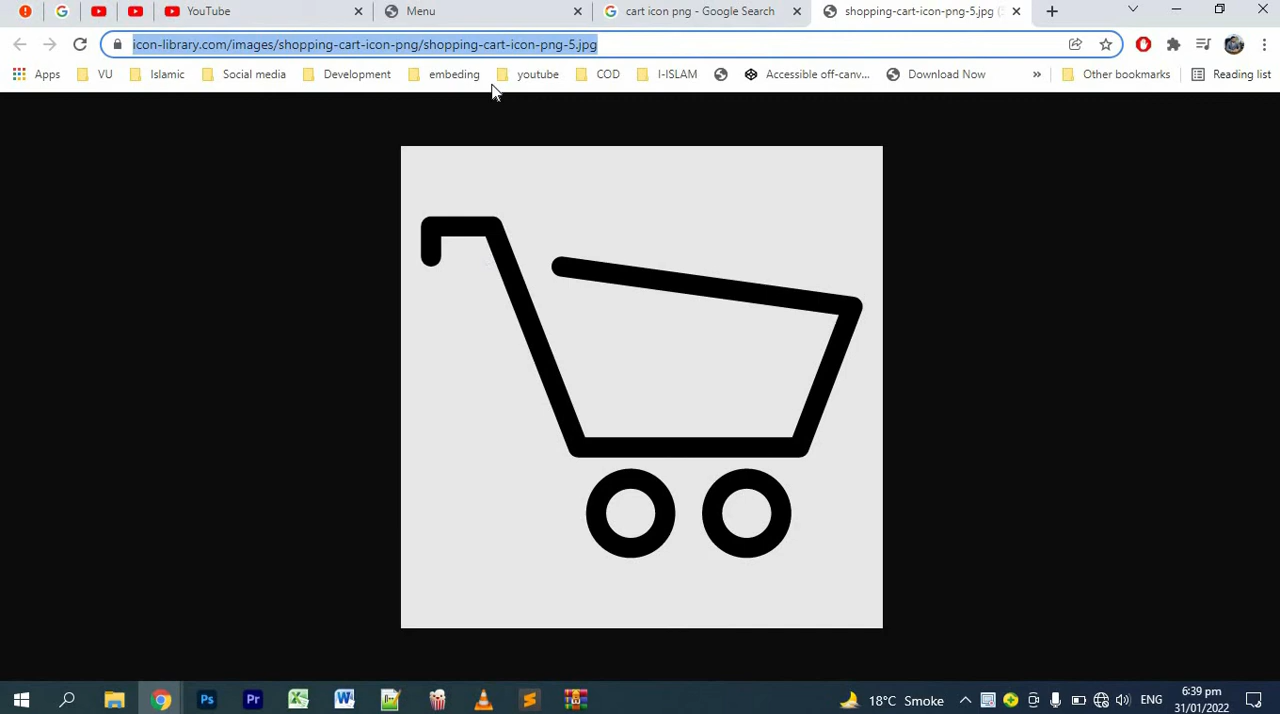 YouTube
Menu
cart icon png - Google Search
shopping-cart-icon-png-5.jpg (
icon-library.com/images/shopping-cart-icon-png/shopping-cart-icon-png-5.jpg
Apps
VU
Islamic
Social media
Development
embeding
youtube
COD
I-ISLAM
Accessible off-canv...
Download Now
»
Other bookmarks
Reading list
Ps
Pr
18°C Smoke
ENG
6:39 pm
31/01/2022